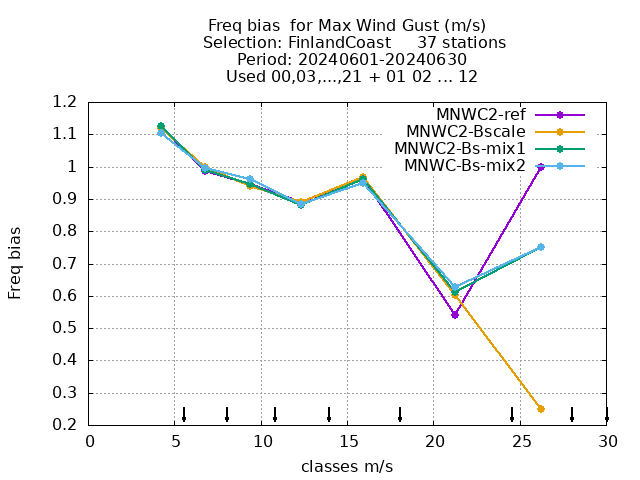 Freq bias  for Max Wind Gust (m/s)
Selection: FinlandCoast     37 stations
Period: 20240601-20240630
Used 00,03,...,21 + 01 02 ... 12
MNWC2-ref
MNWC2-Bscale
MNWC2-Bs-mix1
MNWC-Bs-mix2
1.2
1.1
1
0.9
0.8
0.7
0.6
0.5
0.4
0.3
0.2
Freq bias
0 5 10 15 20 25 30
classes m/s